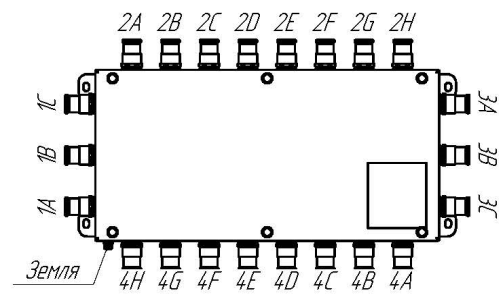 2A 2B 2C 2D 2E 2F 2G 2H
1C
3A
1B
3B
1A
3C
Земля
4H 4G 4F 4E 4D 4C 4B 4A